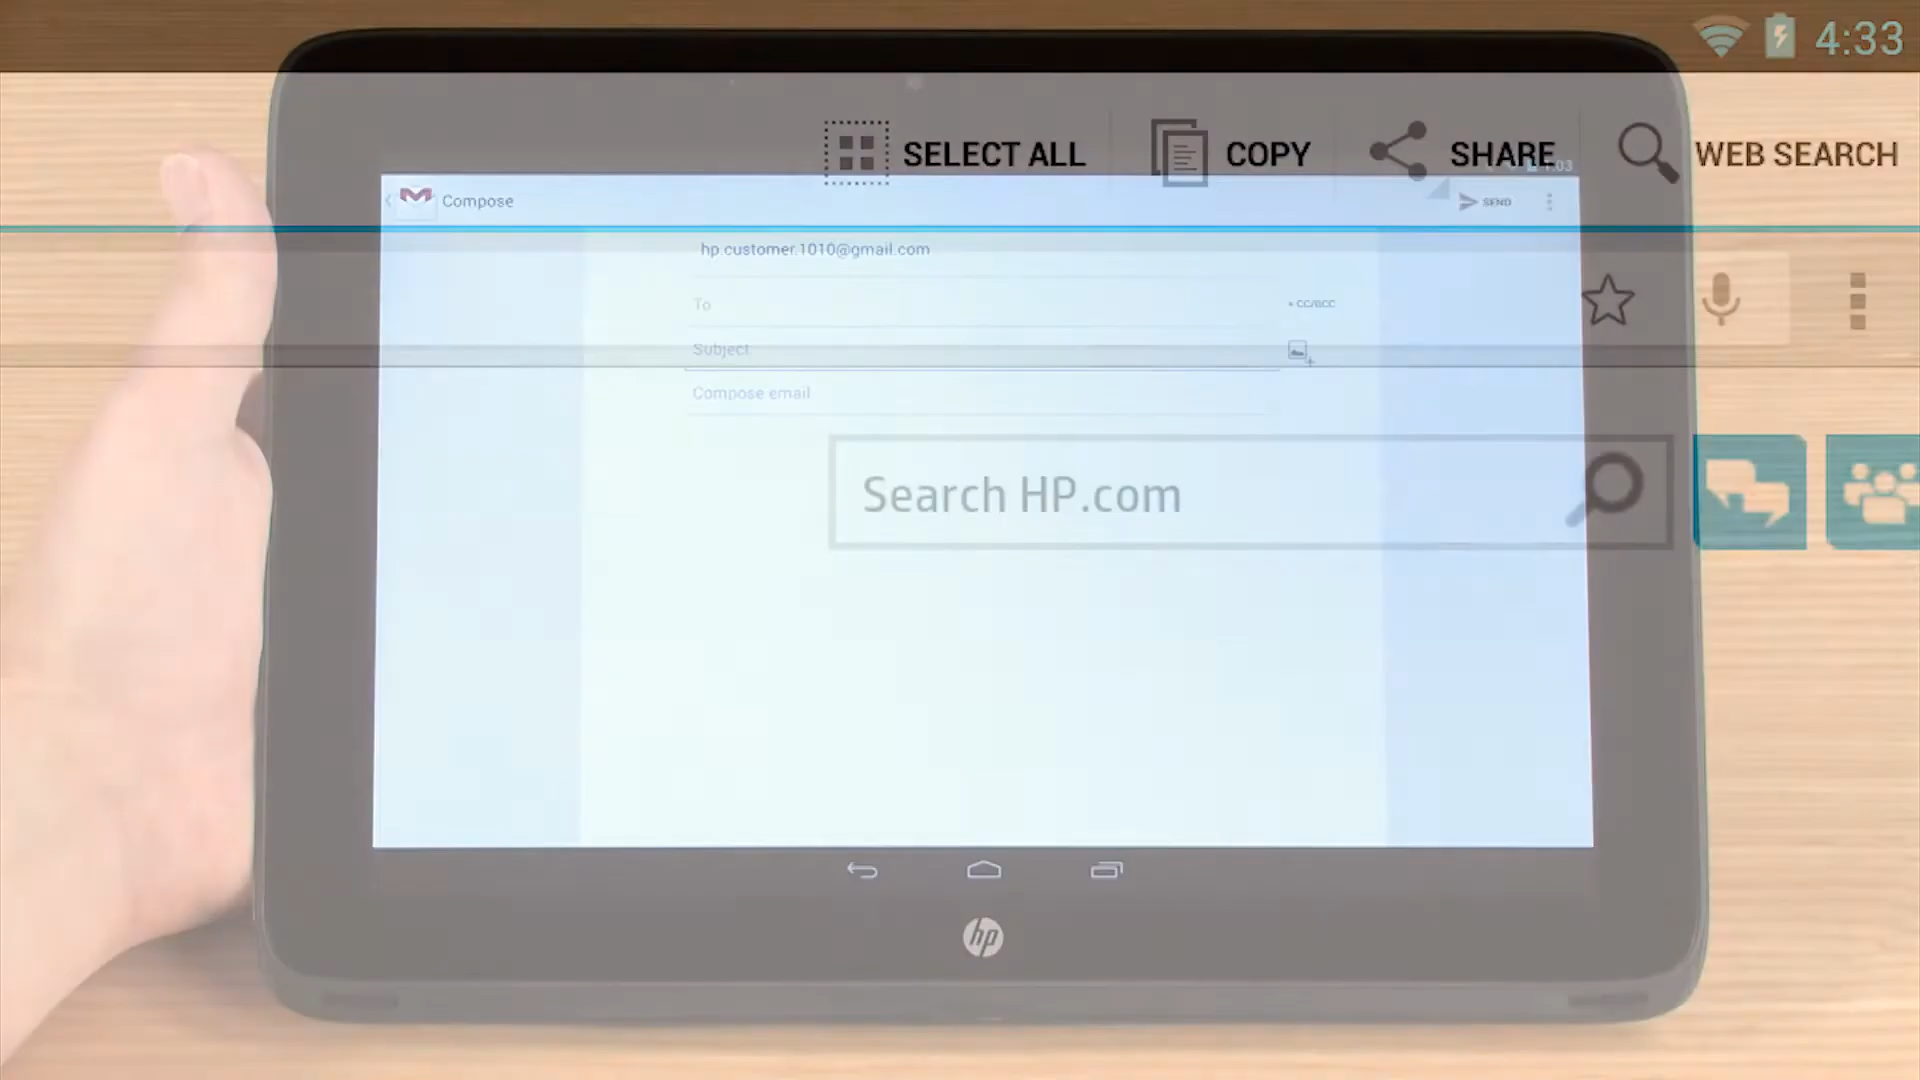 4:33
SELECT ALL
COPY
SHARE
WEB SEARCH
Compose
SEND
hp.customer.1010@gmail.com
To
+ CC/BCC
Subject
Compose email
Search HP.com
hp